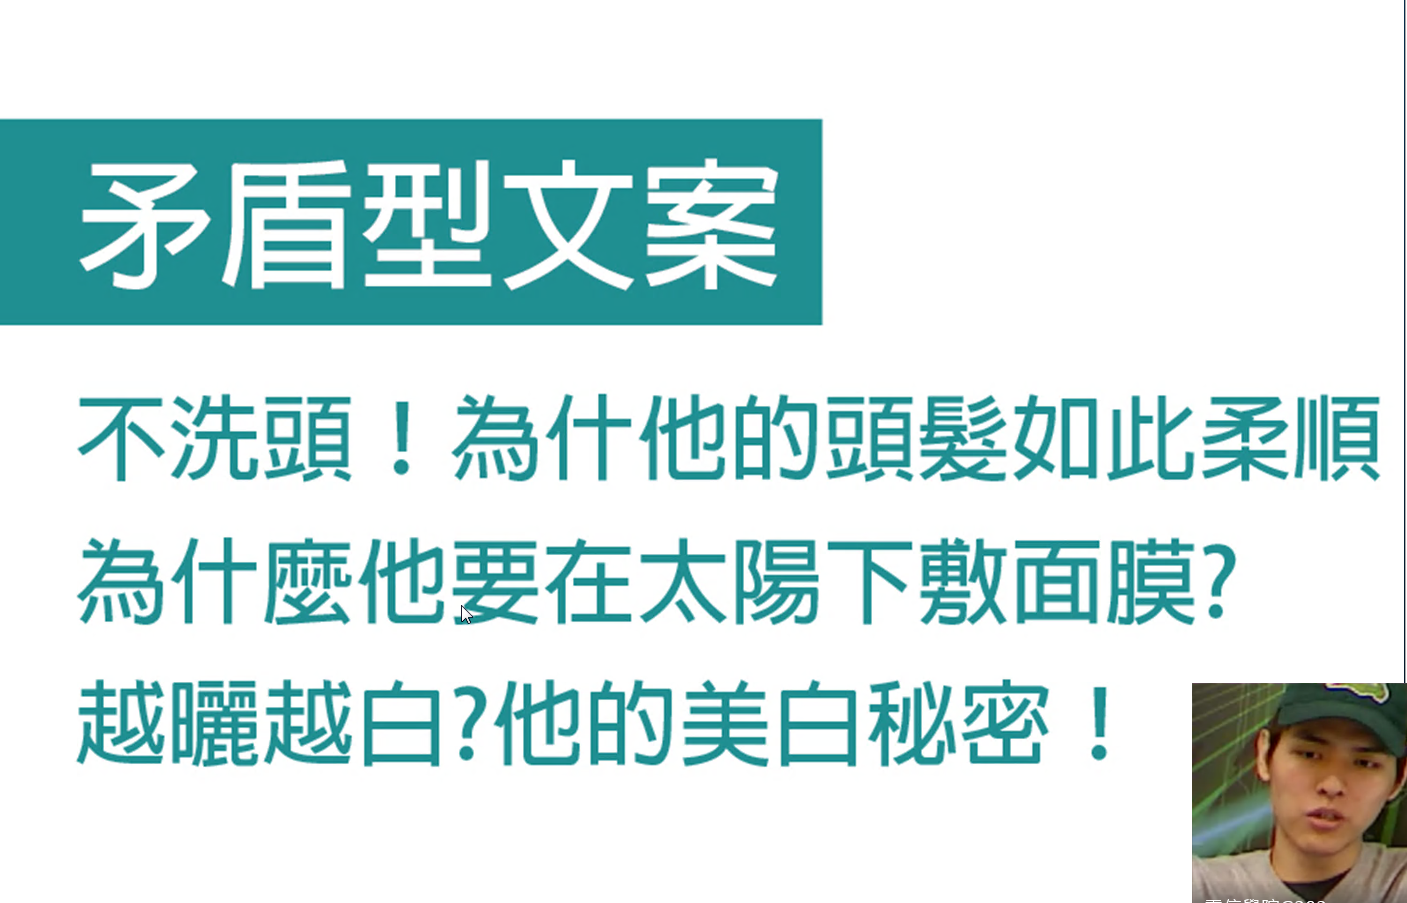 矛盾型文案
不洗頭！為什他的頭髮如此柔順
為什麼他要在太陽下敷面膜?
越曬越白?他的美白秘密！